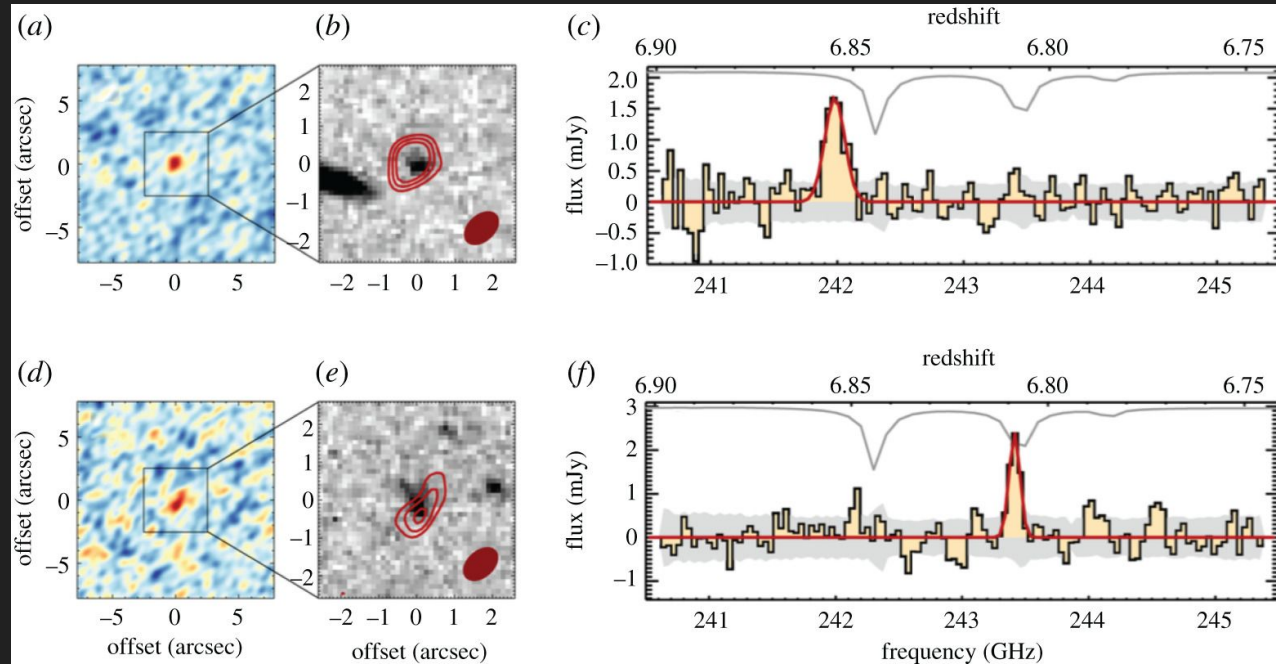 (a)
(b)
(c)
redshift
6.90 6.85 6.80 6.75
offset (arcsec)
5
0
−5
−5 0 5
2
1
0
−1
−2
−2 −1 0 1 2
flux (mJy)
2.0
1.5
1.0
0.5
0
−0.5
−1.0
241 242 243 244 245
(d)
(e)
(f)
redshift
6.90 6.85 6.80 6.75
offset (arcsec)
5
0
−5
−5 0 5
offset (arcsec)
2
1
0
−1
−2
−2 −1 0 1 2
offset (arcsec)
flux (mJy)
3
2
1
0
−1
241 242 243 244 245
frequency (GHz)